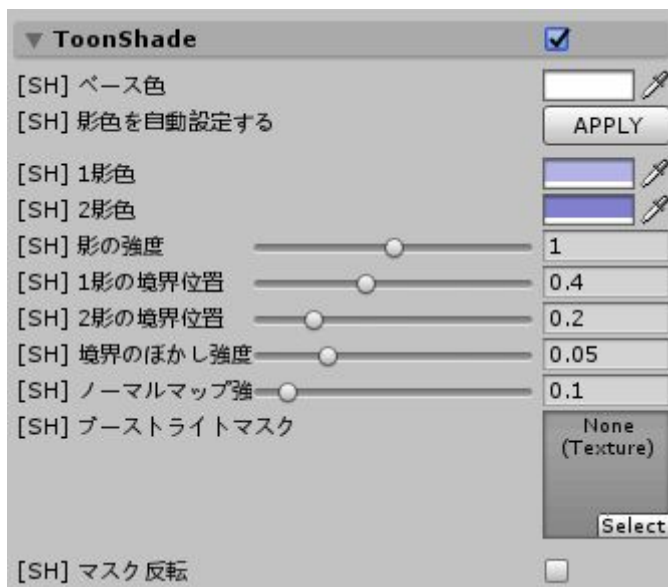 ToonShade
[SH] ベース色
[SH] 影色を自動設定する APPLY
[SH] 1影色
[SH] 2影色
[SH] 影の強度 1
[SH] 1影の境界位置 0.4
[SH] 2影の境界位置 0.2
[SH] 境界のぼかし強度 0.05
[SH] ノーマルマップ強 0.1
[SH] ブーストライトマスク
None
(Texture)
Select
[SH] マスク反転